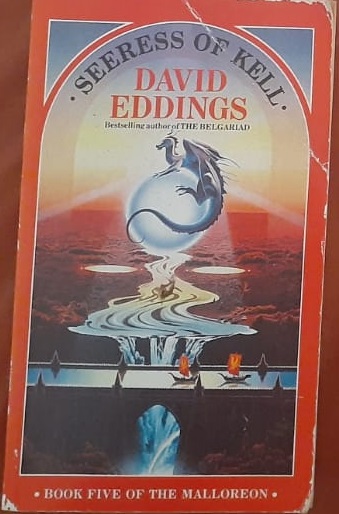 · SEERESS OF KELL ·
DAVID
EDDINGS
Bestselling author of THE BELGARIAD
· BOOK FIVE OF THE MALLOREON ·